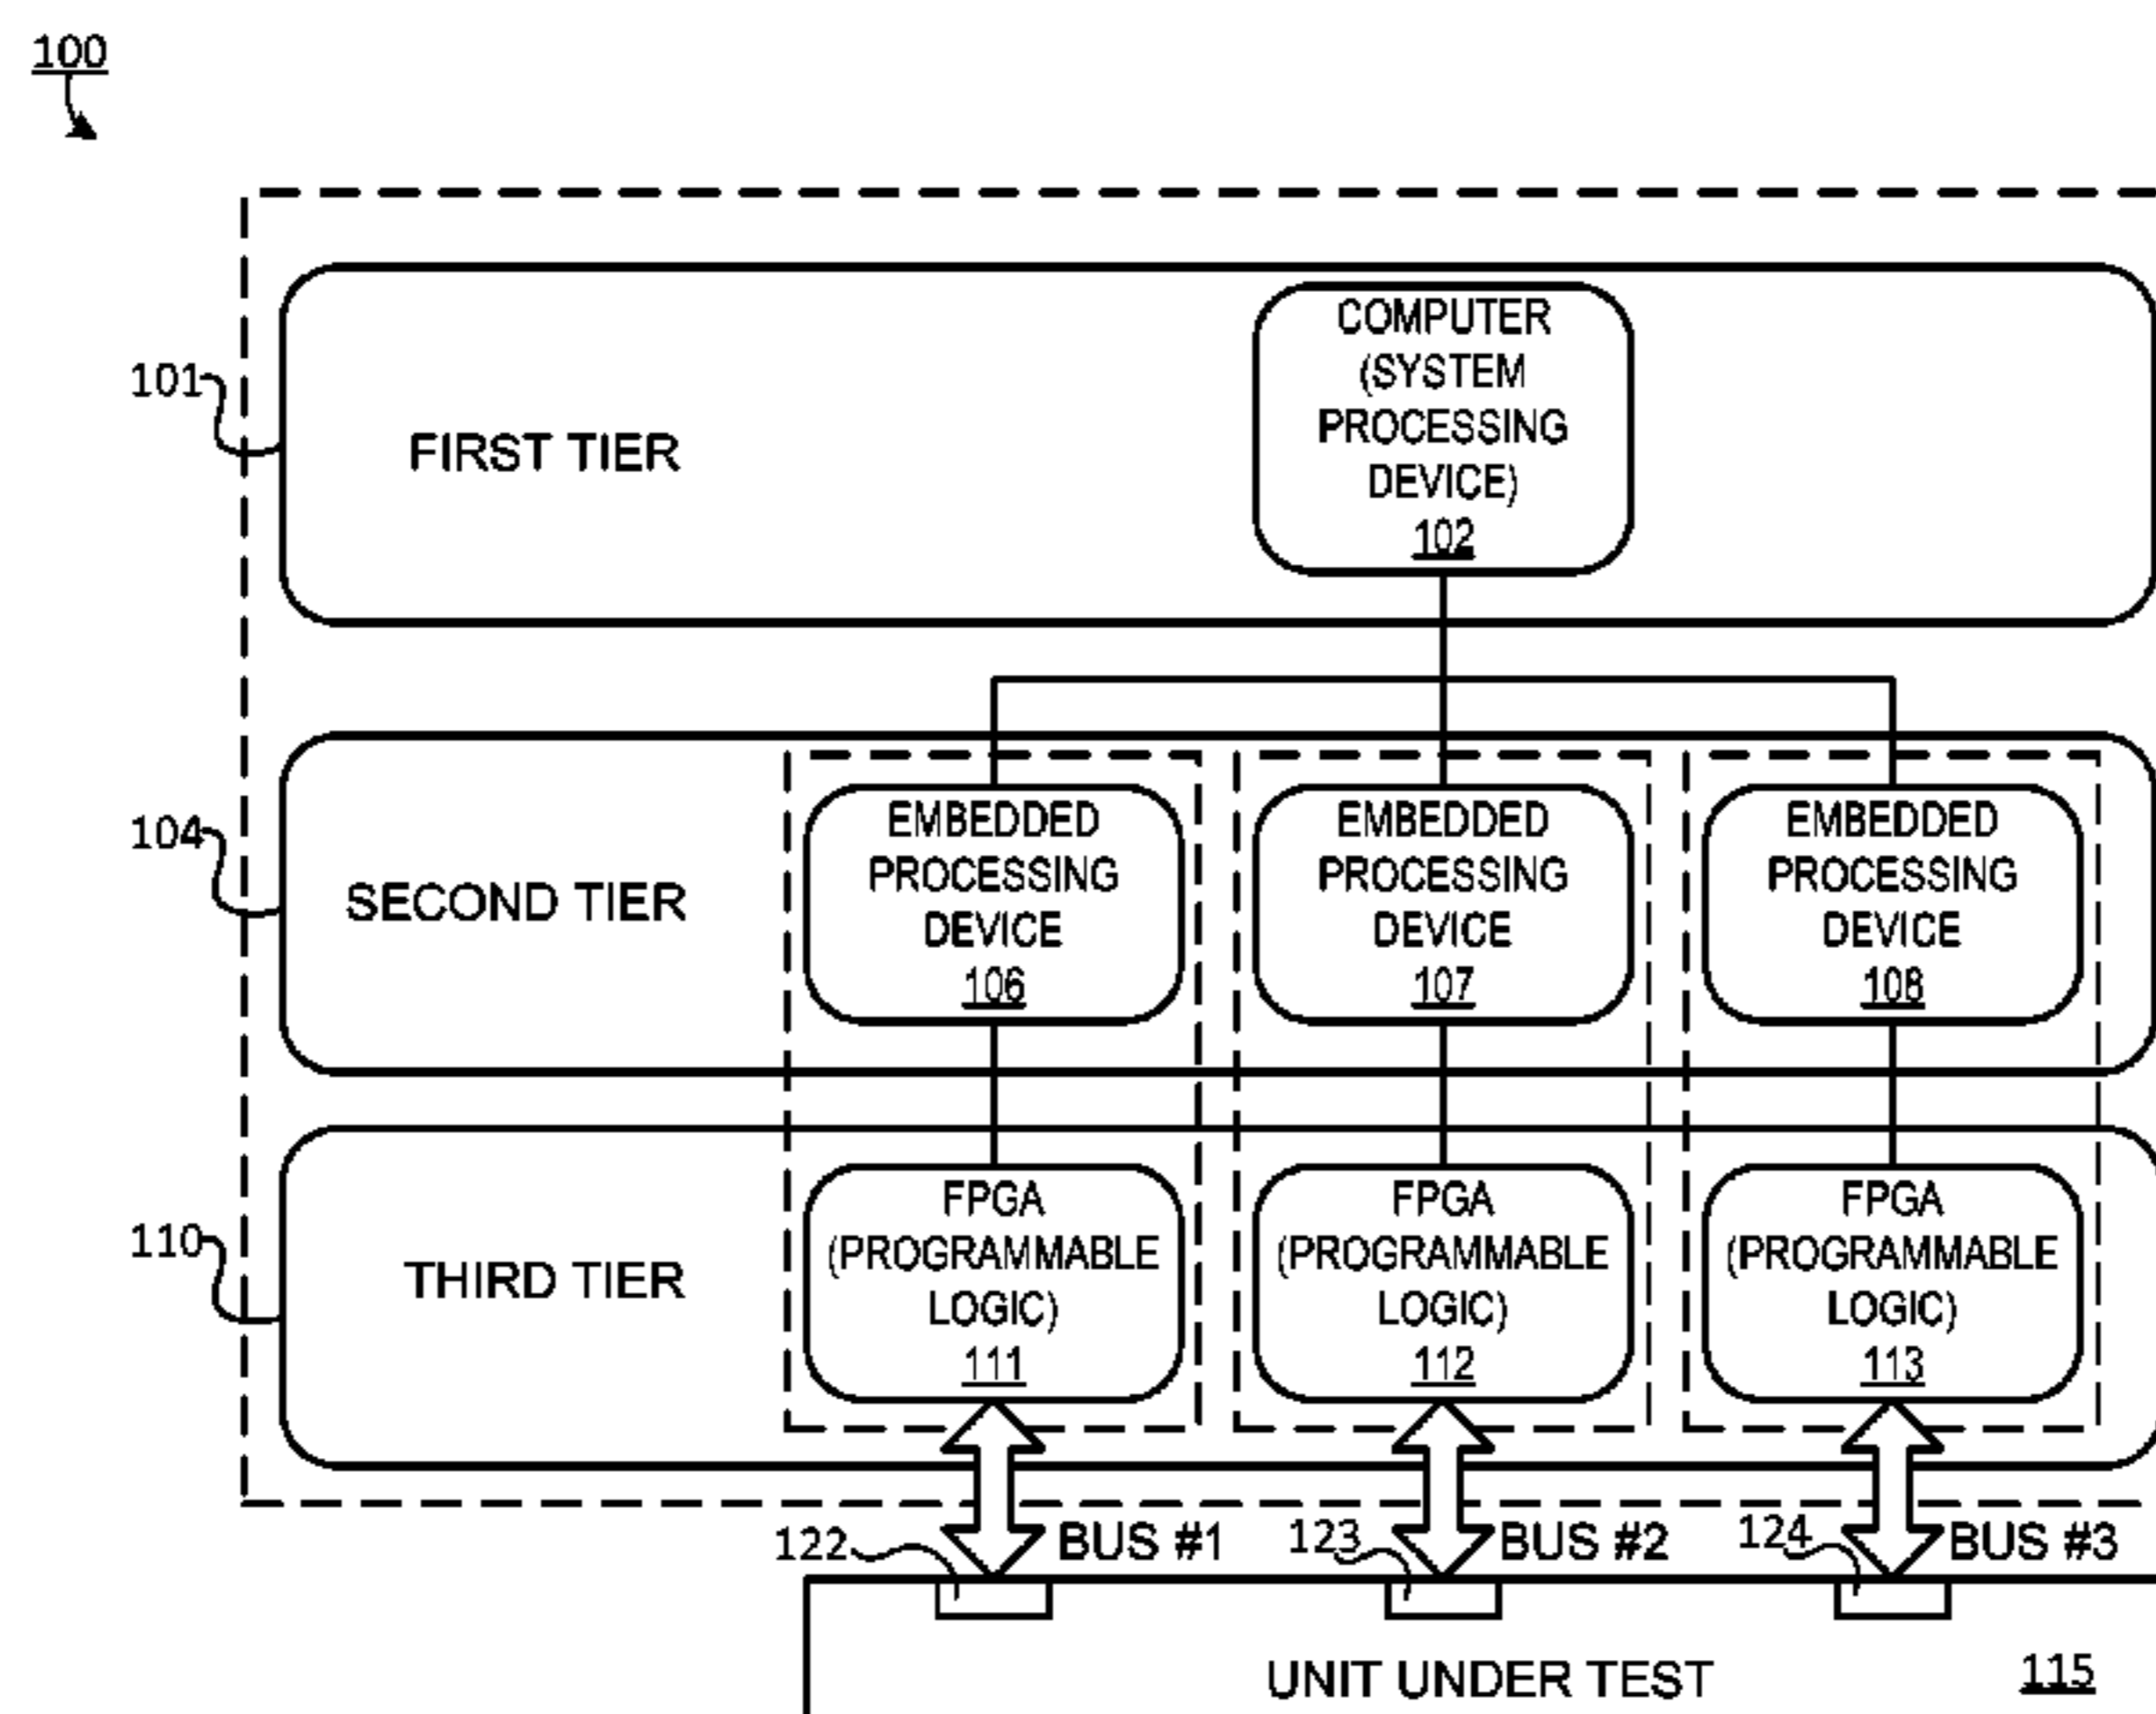 100
COMPUTER
(SYSTEM
PROCESSING
DEVICE)
102
101
FIRST TIER
104
SECOND TIER
EMBEDDED
PROCESSING
DEVICE
106
EMBEDDED
PROCESSING
DEVICE
107
EMBEDDED
PROCESSING
DEVICE
108
110
THIRD TIER
FPGA
(PROGRAMMABLE
LOGIC)
111
FPGA
(PROGRAMMABLE
LOGIC)
112
FPGA
(PROGRAMMABLE
LOGIC)
113
122
BUS #1
123
BUS #2
124
BUS #3
UNIT UNDER TEST
115